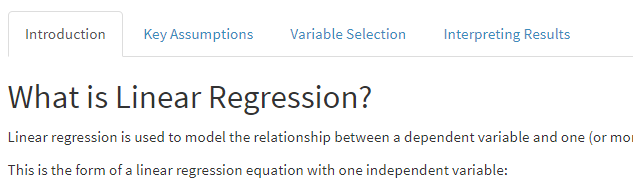 Introduction Key Assumptions Variable Selection Interpreting Results
What is Linear Regression?
Linear regression is used to model the relationship between a dependent variable and one (or
This is the form of a linear regression equation with one independent variable: